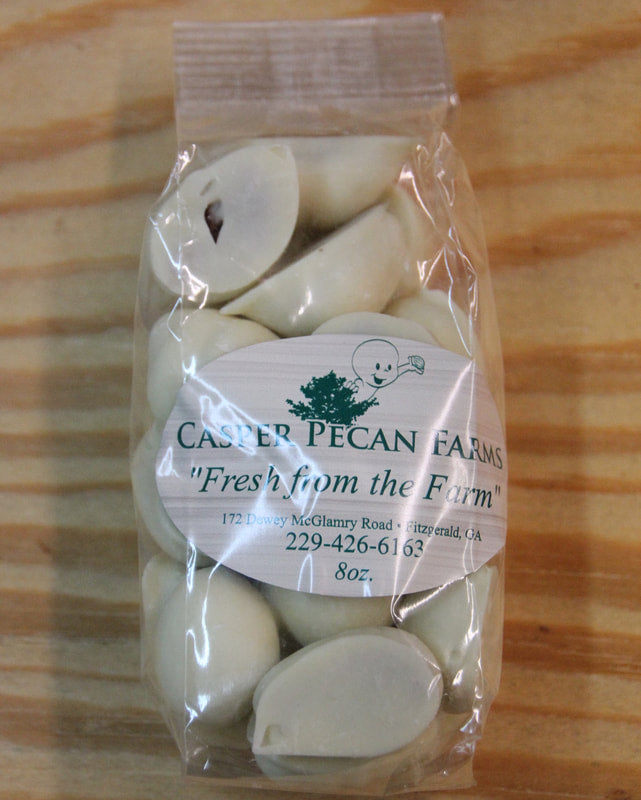 CASPER PECAN FARMS
"Fresh from the Farm"
172 Dewey McGlamry Road • Fitzgerald, GA
229-426-6163
8oz.